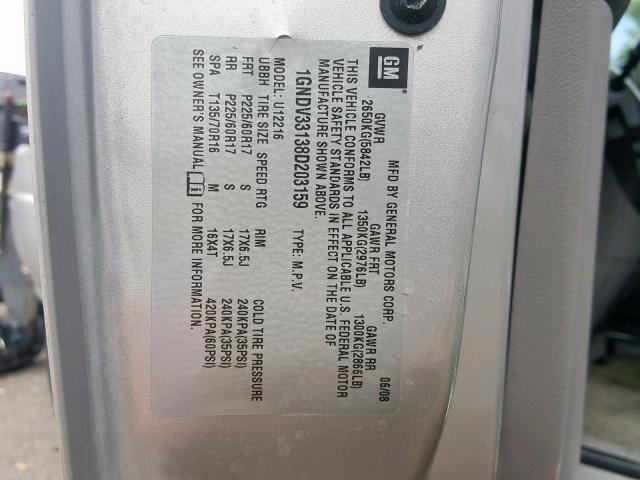 GM
MFD BY GENERAL MOTORS CORP. 06/08
GVWR GAWR FRT GAWR RR
2650KG(5842LB) 1350KG(2976LB) 1300KG(2866LB)
THIS VEHICLE CONFORMS TO ALL APPLICABLE U.S. FEDERAL MOTOR
VEHICLE SAFETY STANDARDS IN EFFECT ON THE DATE OF
MANUFACTURE SHOWN ABOVE.
1GNDV33138D203159 TYPE: M.P.V.
MODEL: U12216
UBBH TIRE SIZE SPEED RTG RIM COLD TIRE PRESSURE
FRT P225/60R17 S 17X6.5J 240KPA(35PSI)
RR P225/60R17 S 17X6.5J 240KPA(35PSI)
SPA T135/70R16 M 16X4T 420KPA(60PSI)
SEE OWNER'S MANUAL FOR MORE INFORMATION.